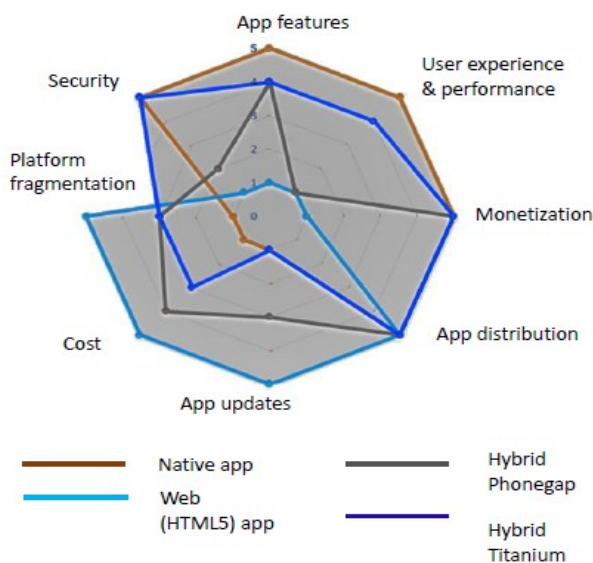 App features
5
Security
User experience
& performance
4
3
Platform
fragmentation
2
1
0
Monetization
App distribution
Cost
App updates
Native app
Web
(HTML5) app
Hybrid
Phonegap
Hybrid
Titanium